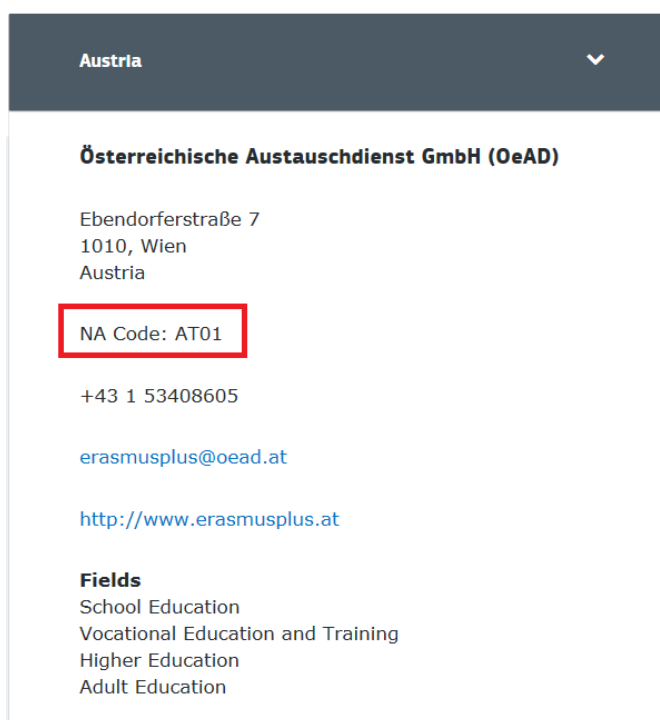 Austria
Österreichische Austauschdienst GmbH (OeAD)
Ebendorferstraße 7
1010, Wien
Austria
NA Code: AT01
+43 1 53408605
erasmusplus@oead.at
http://www.erasmusplus.at
Fields
School Education
Vocational Education and Training
Higher Education
Adult Education